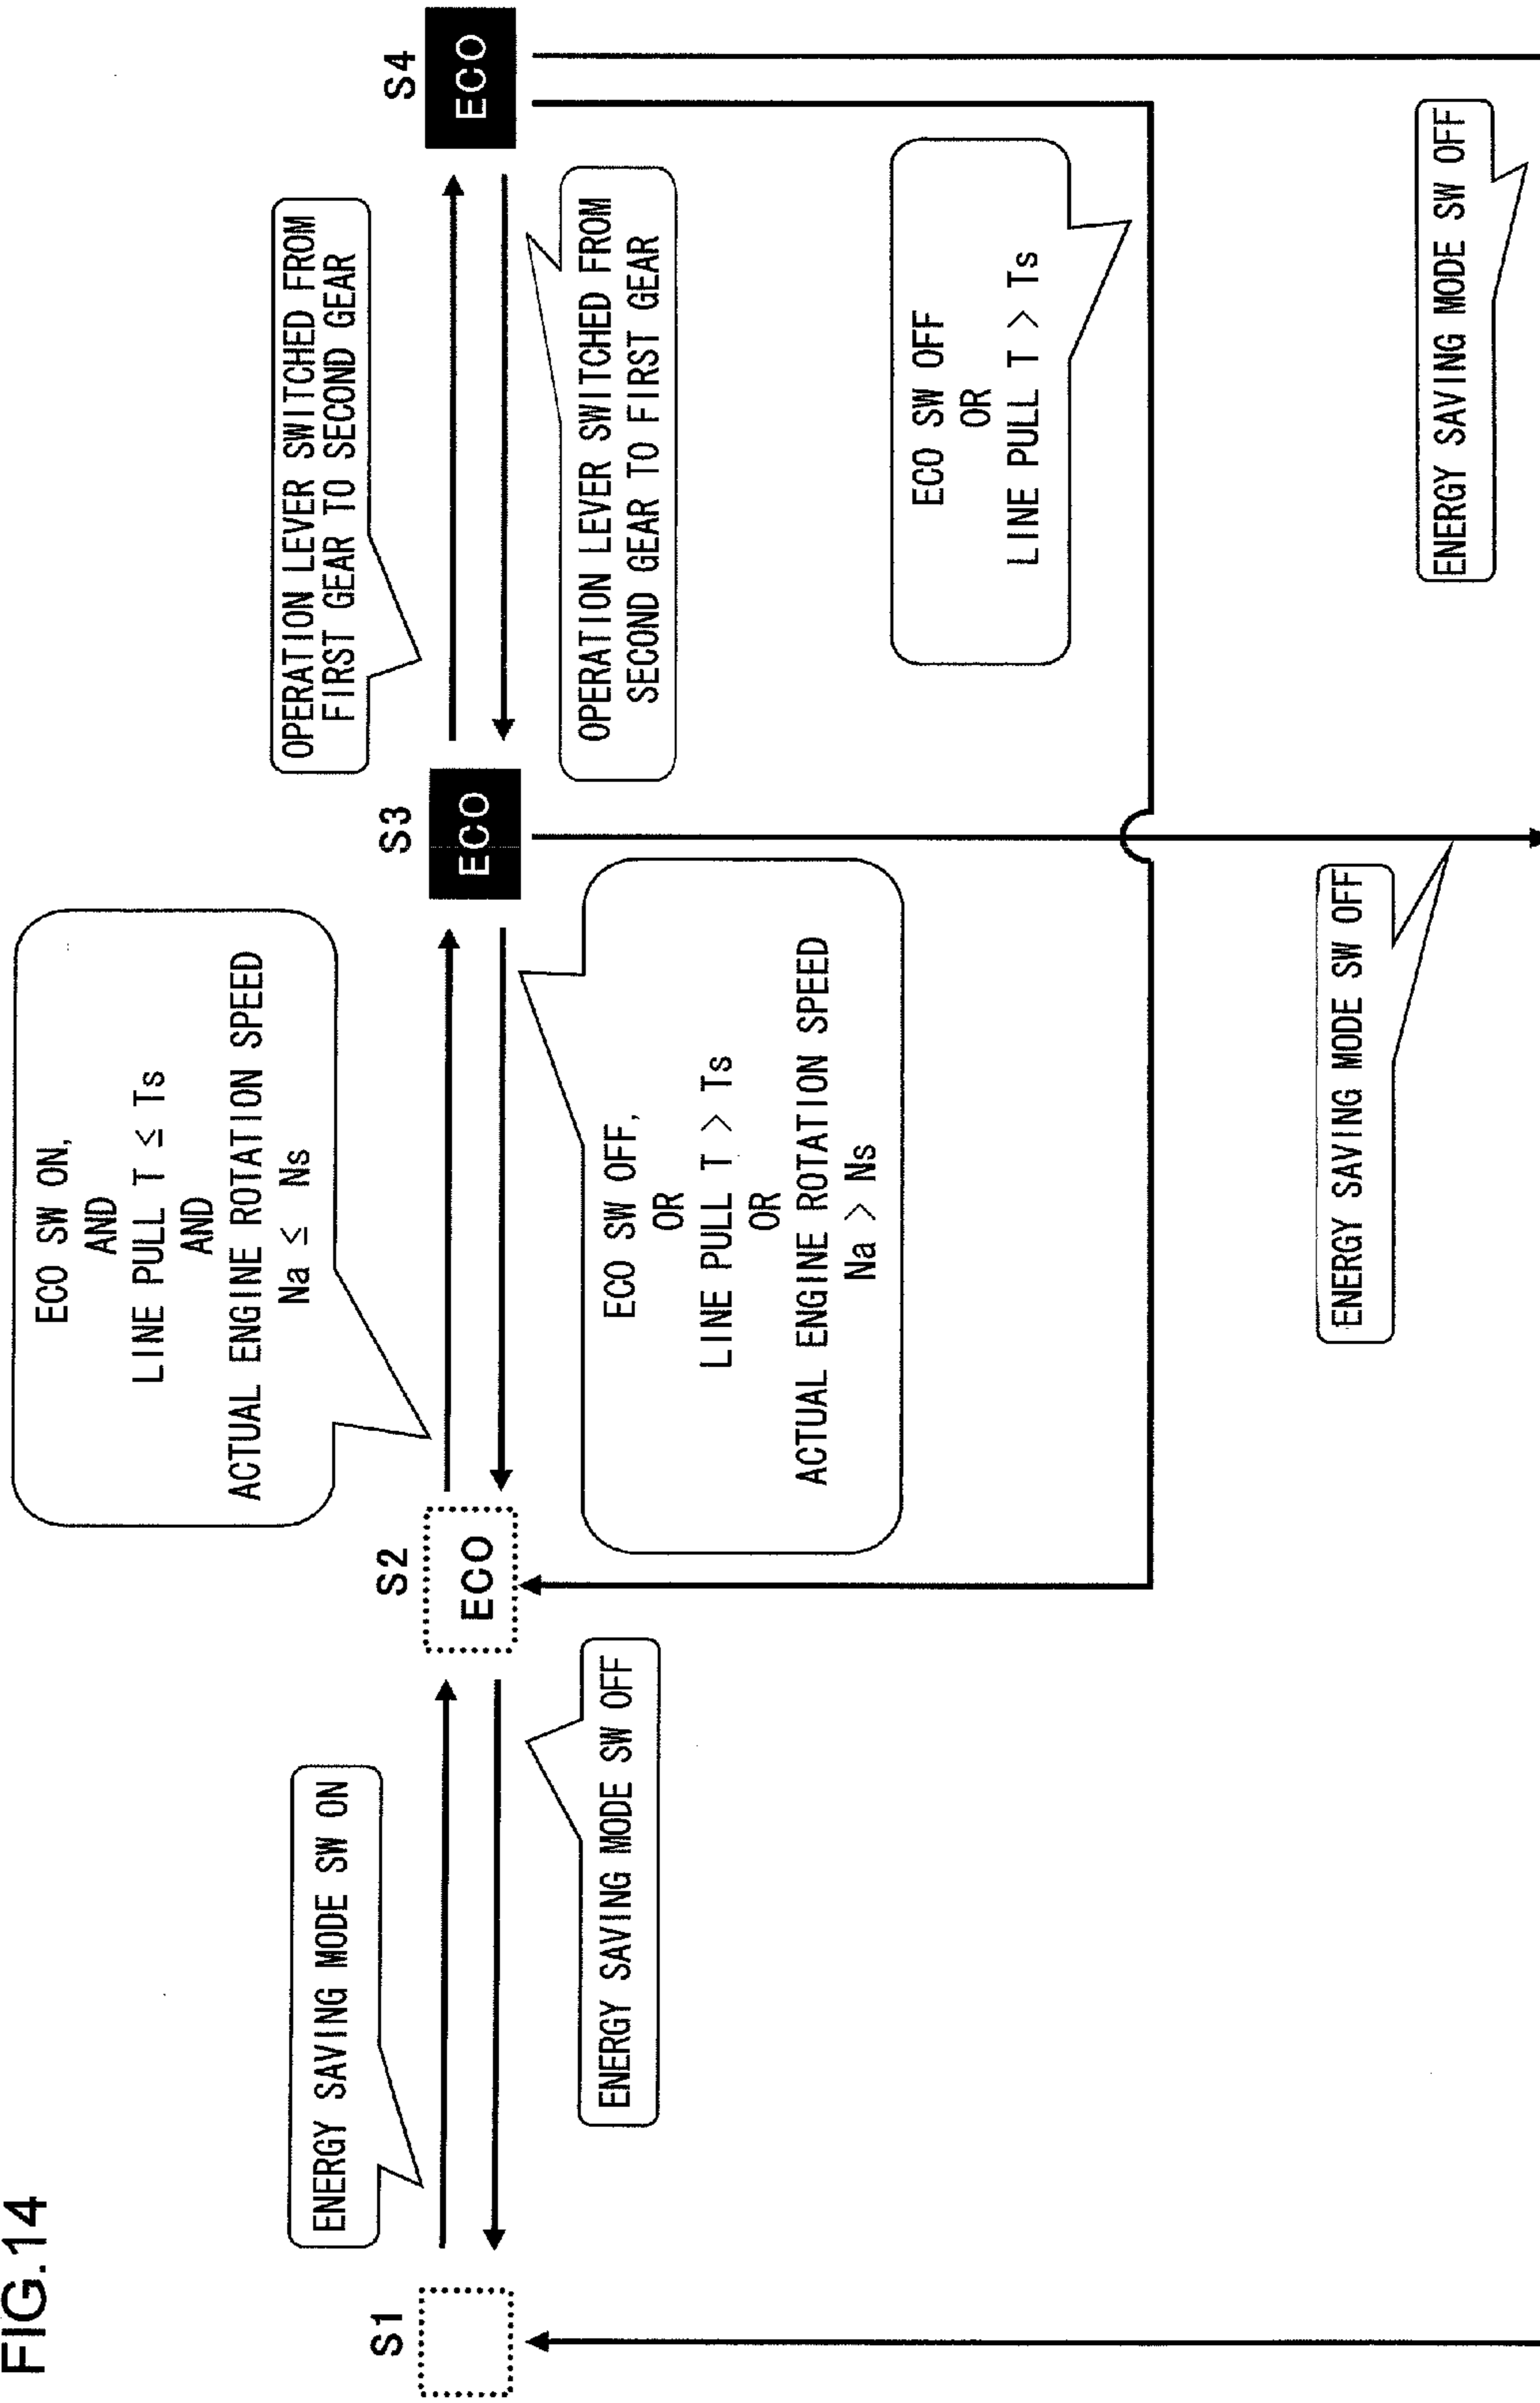 FIG.14
S1
ENERGY SAVING MODE SW ON
ENERGY SAVING MODE SW OFF
S2
ECO
ECO SW ON,
AND
LINE PULL T ≤ Ts
AND
ACTUAL ENGINE ROTATION SPEED
Na ≤ Ns
ECO SW OFF,
OR
LINE PULL T > Ts
OR
ACTUAL ENGINE ROTATION SPEED
Na > Ns
S3
ECO
OPERATION LEVER SWITCHED FROM
FIRST GEAR TO SECOND GEAR
OPERATION LEVER SWITCHED FROM
SECOND GEAR TO FIRST GEAR
S4
ECO
ECO SW OFF
OR
LINE PULL T > Ts
ENERGY SAVING MODE SW OFF
ENERGY SAVING MODE SW OFF